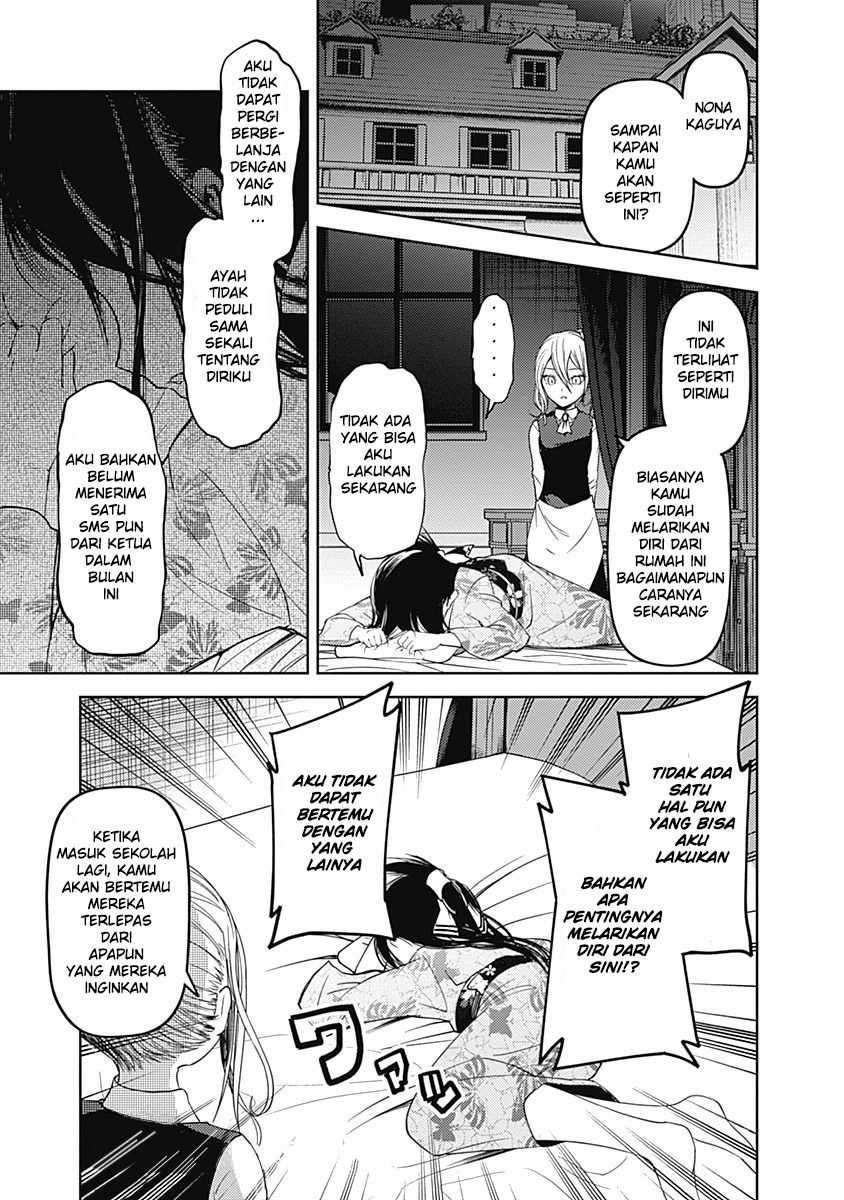 NONA
KAGUYA
SAMPAI
KAPAN
KAMU
AKAN
SEPERTI
INI?
INI
TIDAK
TERLIHAT
SEPERTI
DIRIMU
BIASANYA
KAMU
SUDAH
MELARIKAN
DIRI DARI
RUMAH INI
BAGAIMANAPUN
CARANYA
SEKARANG
......
TIDAK ADA
YANG BISA
AKU
LAKUKAN
SEKARANG
AKU
TIDAK
DAPAT
PERGI
BERBE-
LANJA
DENGAN
YANG
LAIN
...
AYAH
TIDAK
PEDULI
SAMA
SEKALI
TENTANG
DIRIKU
AKU BAHKAN
BELUM
MENERIMA
SATU
SMS PUN
DARI KETUA
DALAM
BULAN
INI
TIDAK ADA
SATU
HAL PUN
YANG BISA
AKU
LAKUKAN
BAHKAN
APA
PENTINGNYA
MELARIKAN
DIRI DARI
SINI!?
AKU TIDAK
DAPAT
BERTEMU
DENGAN
YANG
LAINYA
ワァッ
KETIKA
MASUK SEKOLAH
LAGI, KAMU
AKAN BERTEMU
MEREKA
TERLEPAS
DARI
APAPUN
YANG MEREKA
INGINKAN